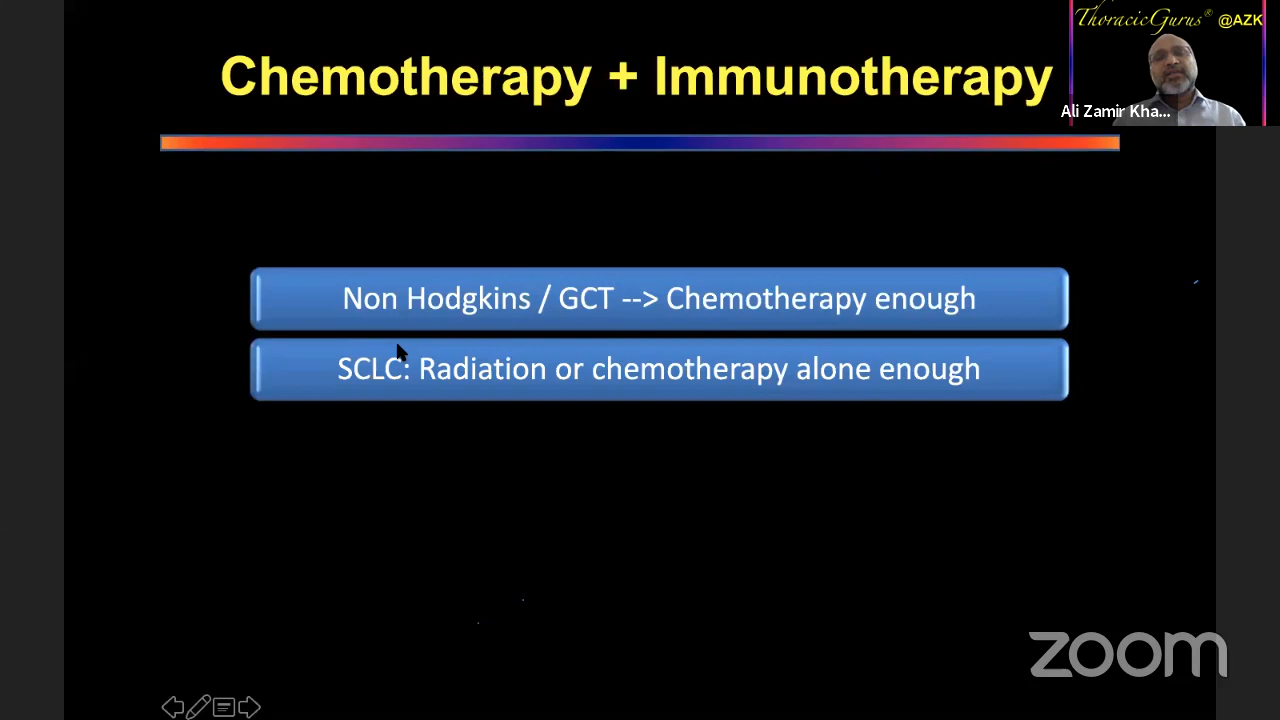 ThoracicGurus® @AZK
Chemotherapy + Immunotherapy
Ali Zamir Kha...
Non Hodgkins / GCT --> Chemotherapy enough
SCLC: Radiation or chemotherapy alone enough
zoom